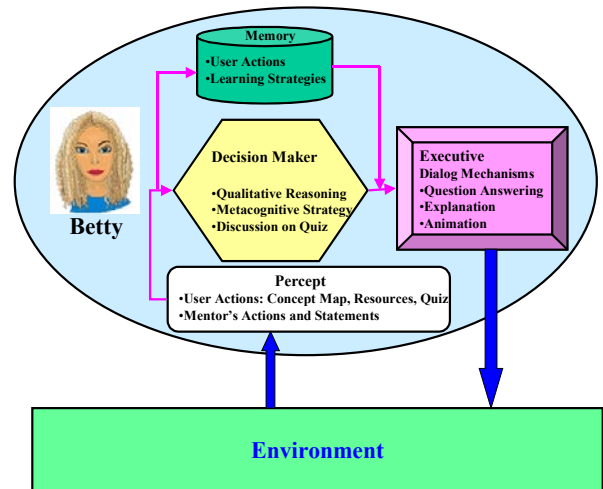 Memory
•User Actions
•Learning Strategies
Decision Maker
•Qualitative Reasoning
•Metacognitive Strategy
•Discussion on Quiz
Executive
Dialog Mechanisms
•Question Answering
•Explanation
•Animation
Betty
Percept
•User Actions: Concept Map, Resources, Quiz
•Mentor’s Actions and Statements
Environment